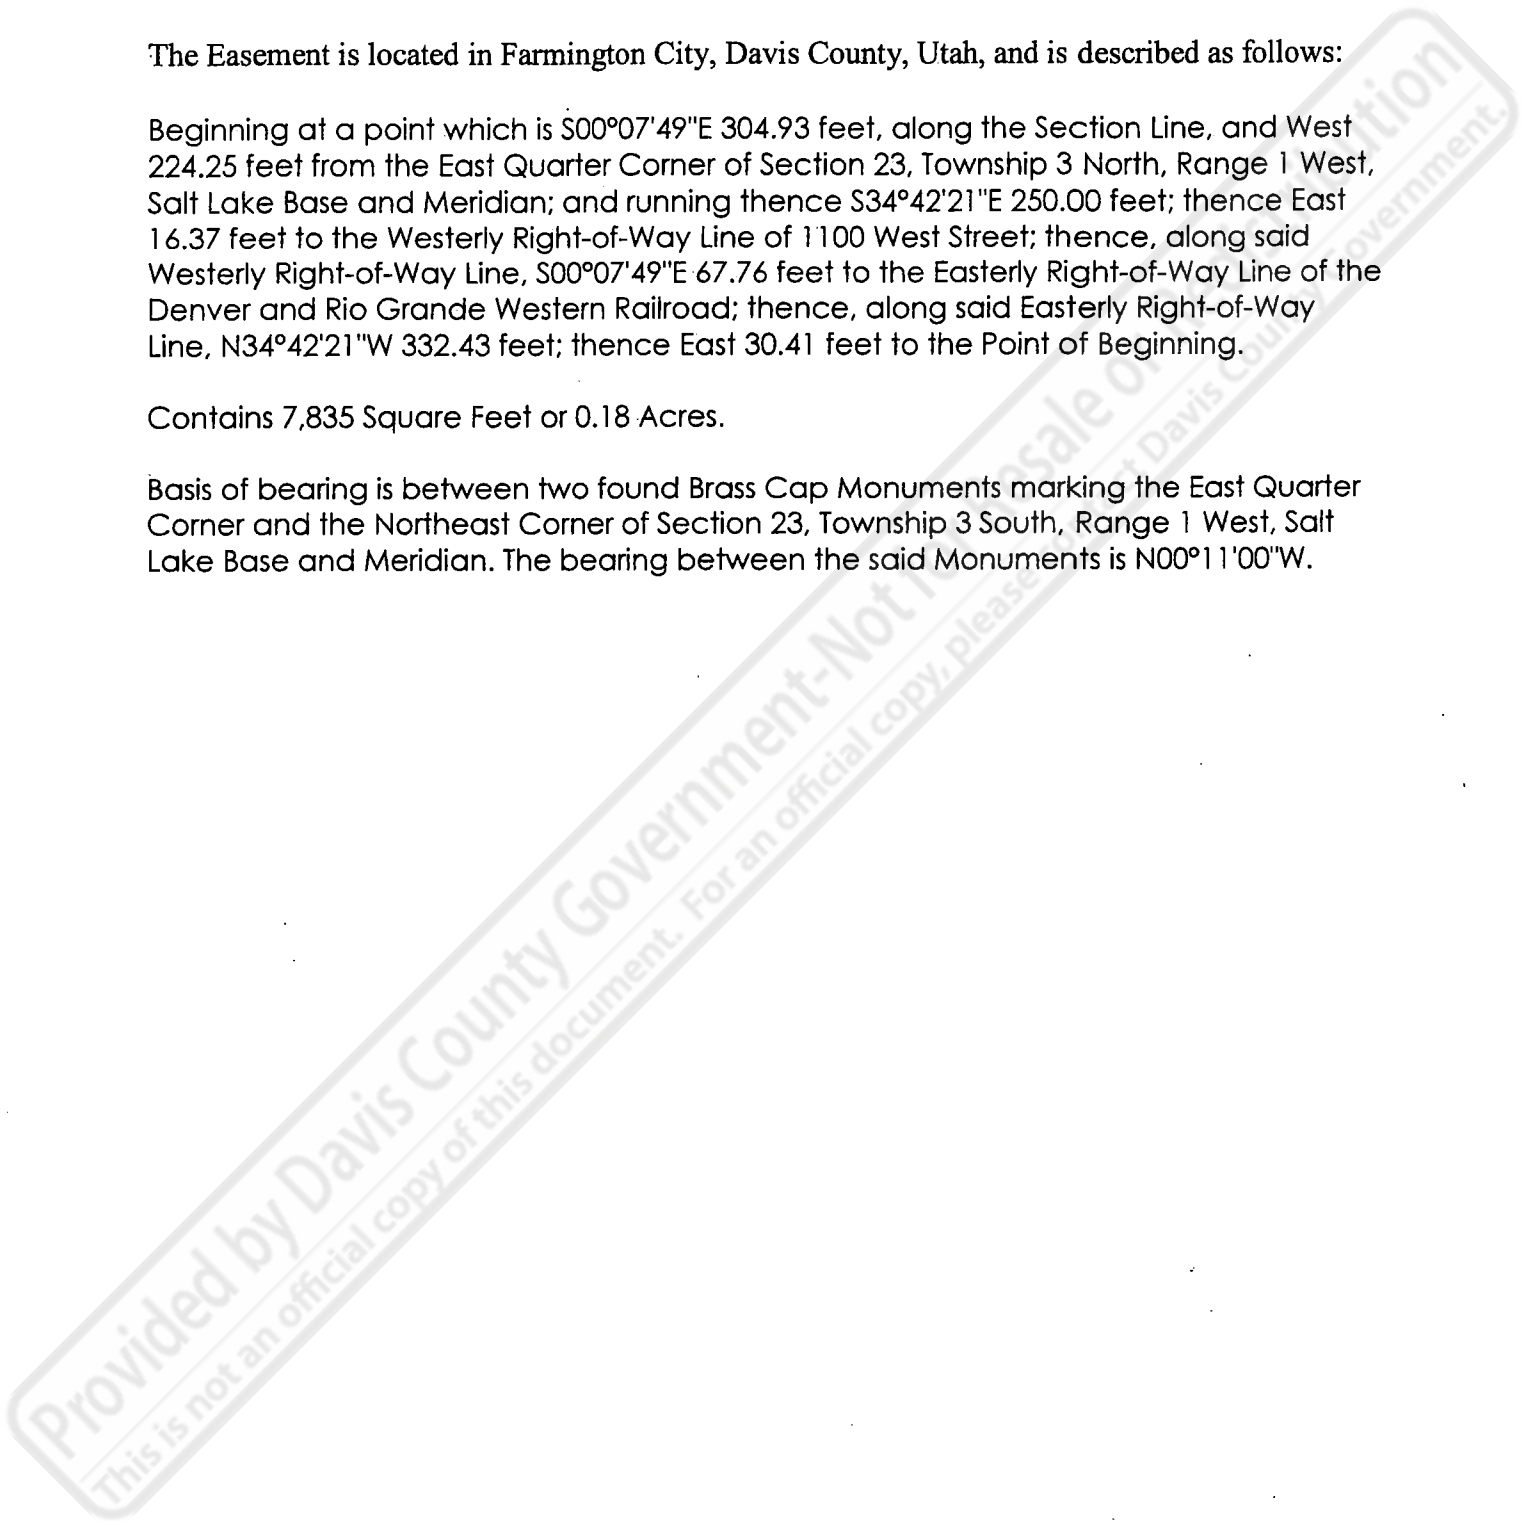 The Easement is located in Farmington City, Davis County, Utah, and is described as follows:
Beginning at a point which is S00°07'49"E 304.93 feet, along the Section Line, and West
224.25 feet from the East Quarter Corner of Section 23, Township 3 North, Range 1 West,
Salt Lake Base and Meridian; and running thence S34°42'21"E 250.00 feet; thence East
16.37 feet to the Westerly Right-of-Way Line of 1100 West Street; thence, along said
Westerly Right-of-Way Line, S00°07'49"E 67.76 feet to the Easterly Right-of-Way Line of the
Denver and Rio Grande Western Railroad; thence, along said Easterly Right-of-Way
Line, N34°42'21"W 332.43 feet; thence East 30.41 feet to the Point of Beginning.
Contains 7,835 Square Feet or 0.18 Acres.
Basis of bearing is between two found Brass Cap Monuments marking the East Quarter
Corner and the Northeast Corner of Section 23, Township 3 South, Range 1 West, Salt
Lake Base and Meridian. The bearing between the said Monuments is N00°11'00"W.
Provided by Davis County Government-Not for Resale or Redistribution
This is not an official copy of this document. For an official copy, please contact Davis County Government.